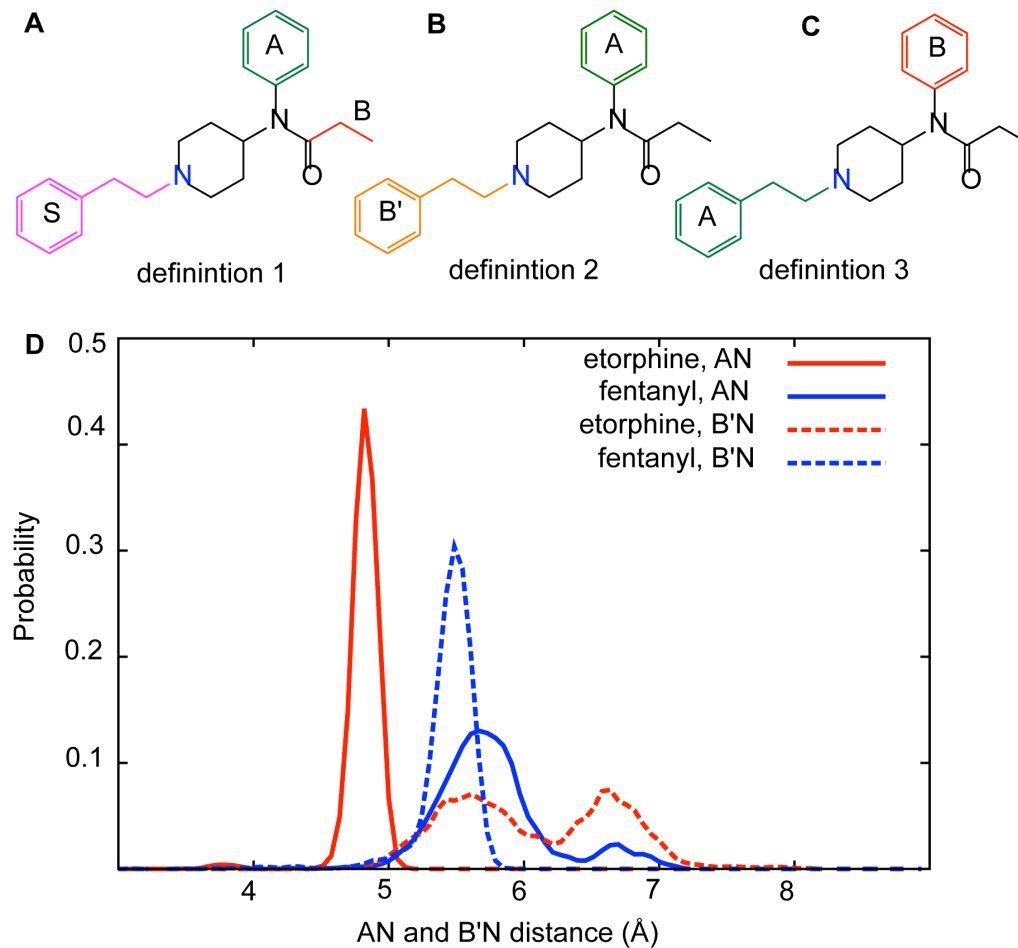 A
B
C
A
A
B
N
B
N
N
O
O
O
N
N
N
S
B'
A
definintion 1
definintion 2
definintion 3
D
0.5
0.4
0.3
0.2
0.1
Probability
etorphine, AN
fentanyl, AN
etorphine, B'N
fentanyl, B'N
4
5
6
7
8
AN and B'N distance (Å)